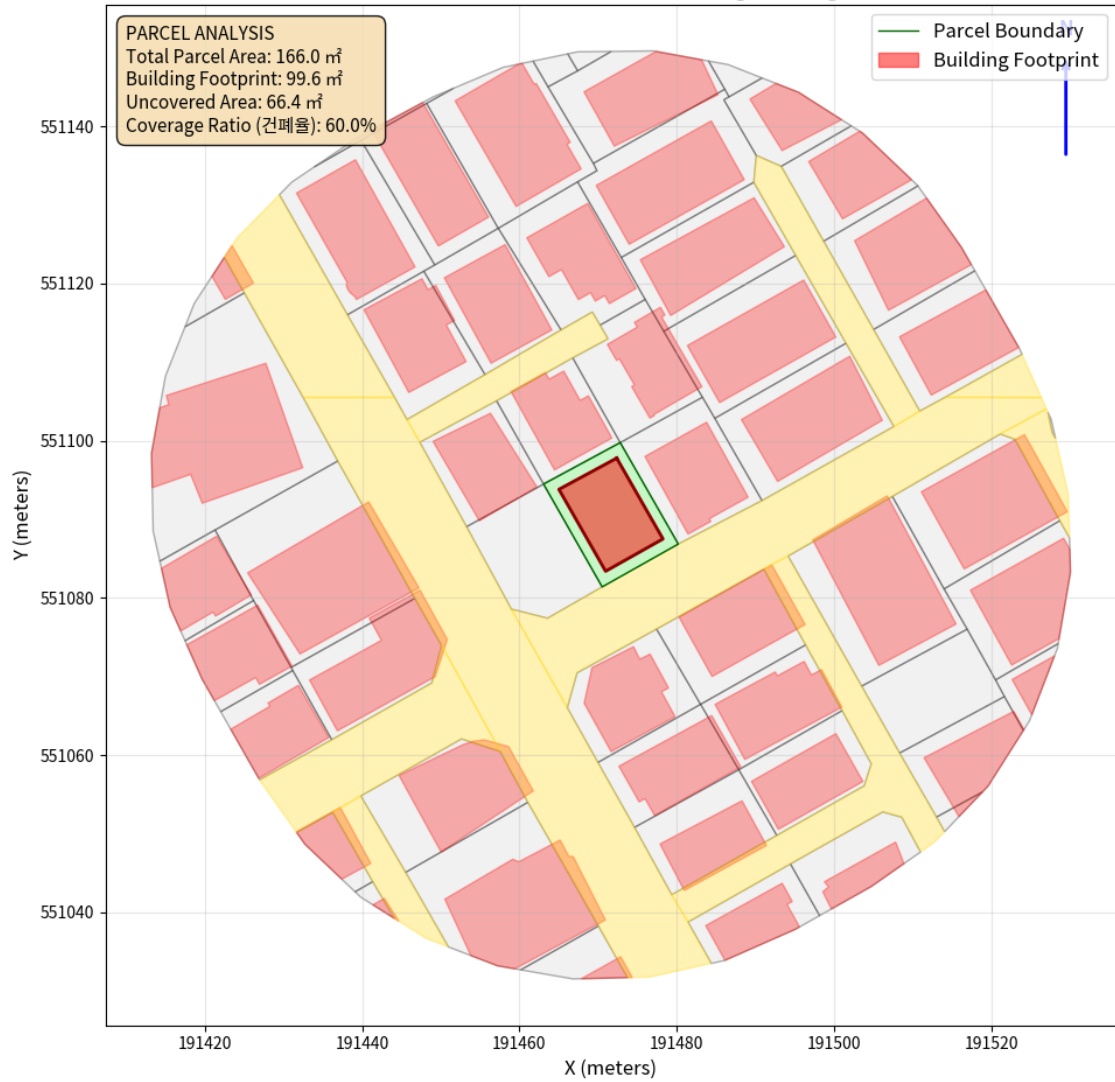 PARCEL ANALYSIS
Total Parcel Area: 166.0 ㎡
Building Footprint: 99.6 ㎡
Uncovered Area: 66.4 ㎡
Coverage Ratio (건폐율): 60.0%
Parcel Boundary
Building Footprint
N
551140
551120
551100
551080
551060
551040
Y (meters)
191420
191440
191460
191480
191500
191520
X (meters)